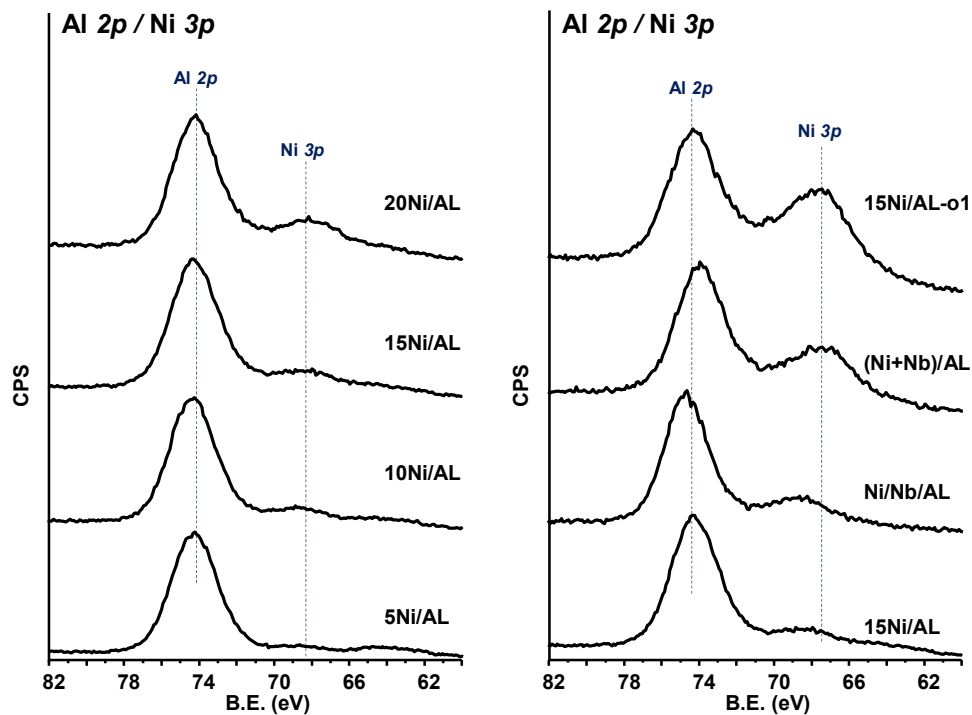 Al 2p / Ni 3p
Al 2p
Ni 3p
20Ni/AL
15Ni/AL
10Ni/AL
5Ni/AL
CPS
82 78 74 70 66 62
B.E. (eV)
Al 2p / Ni 3p
Al 2p
Ni 3p
15Ni/AL-o1
(Ni+Nb)/AL
Ni/Nb/AL
15Ni/AL
CPS
82 78 74 70 66 62
B.E. (eV)